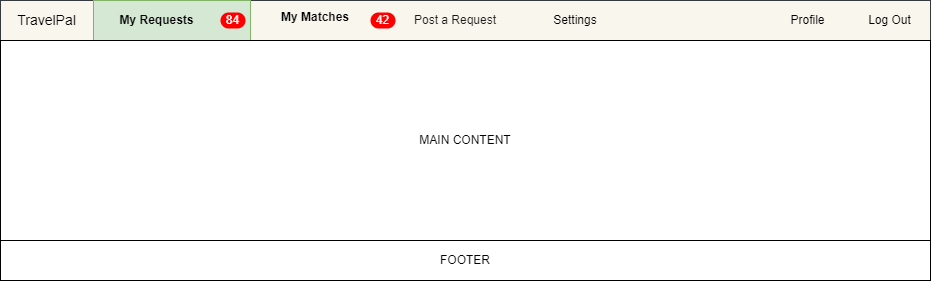 TravelPal My Requests 84 My Matches 42 Post a Request Settings Profile Log Out
MAIN CONTENT
FOOTER